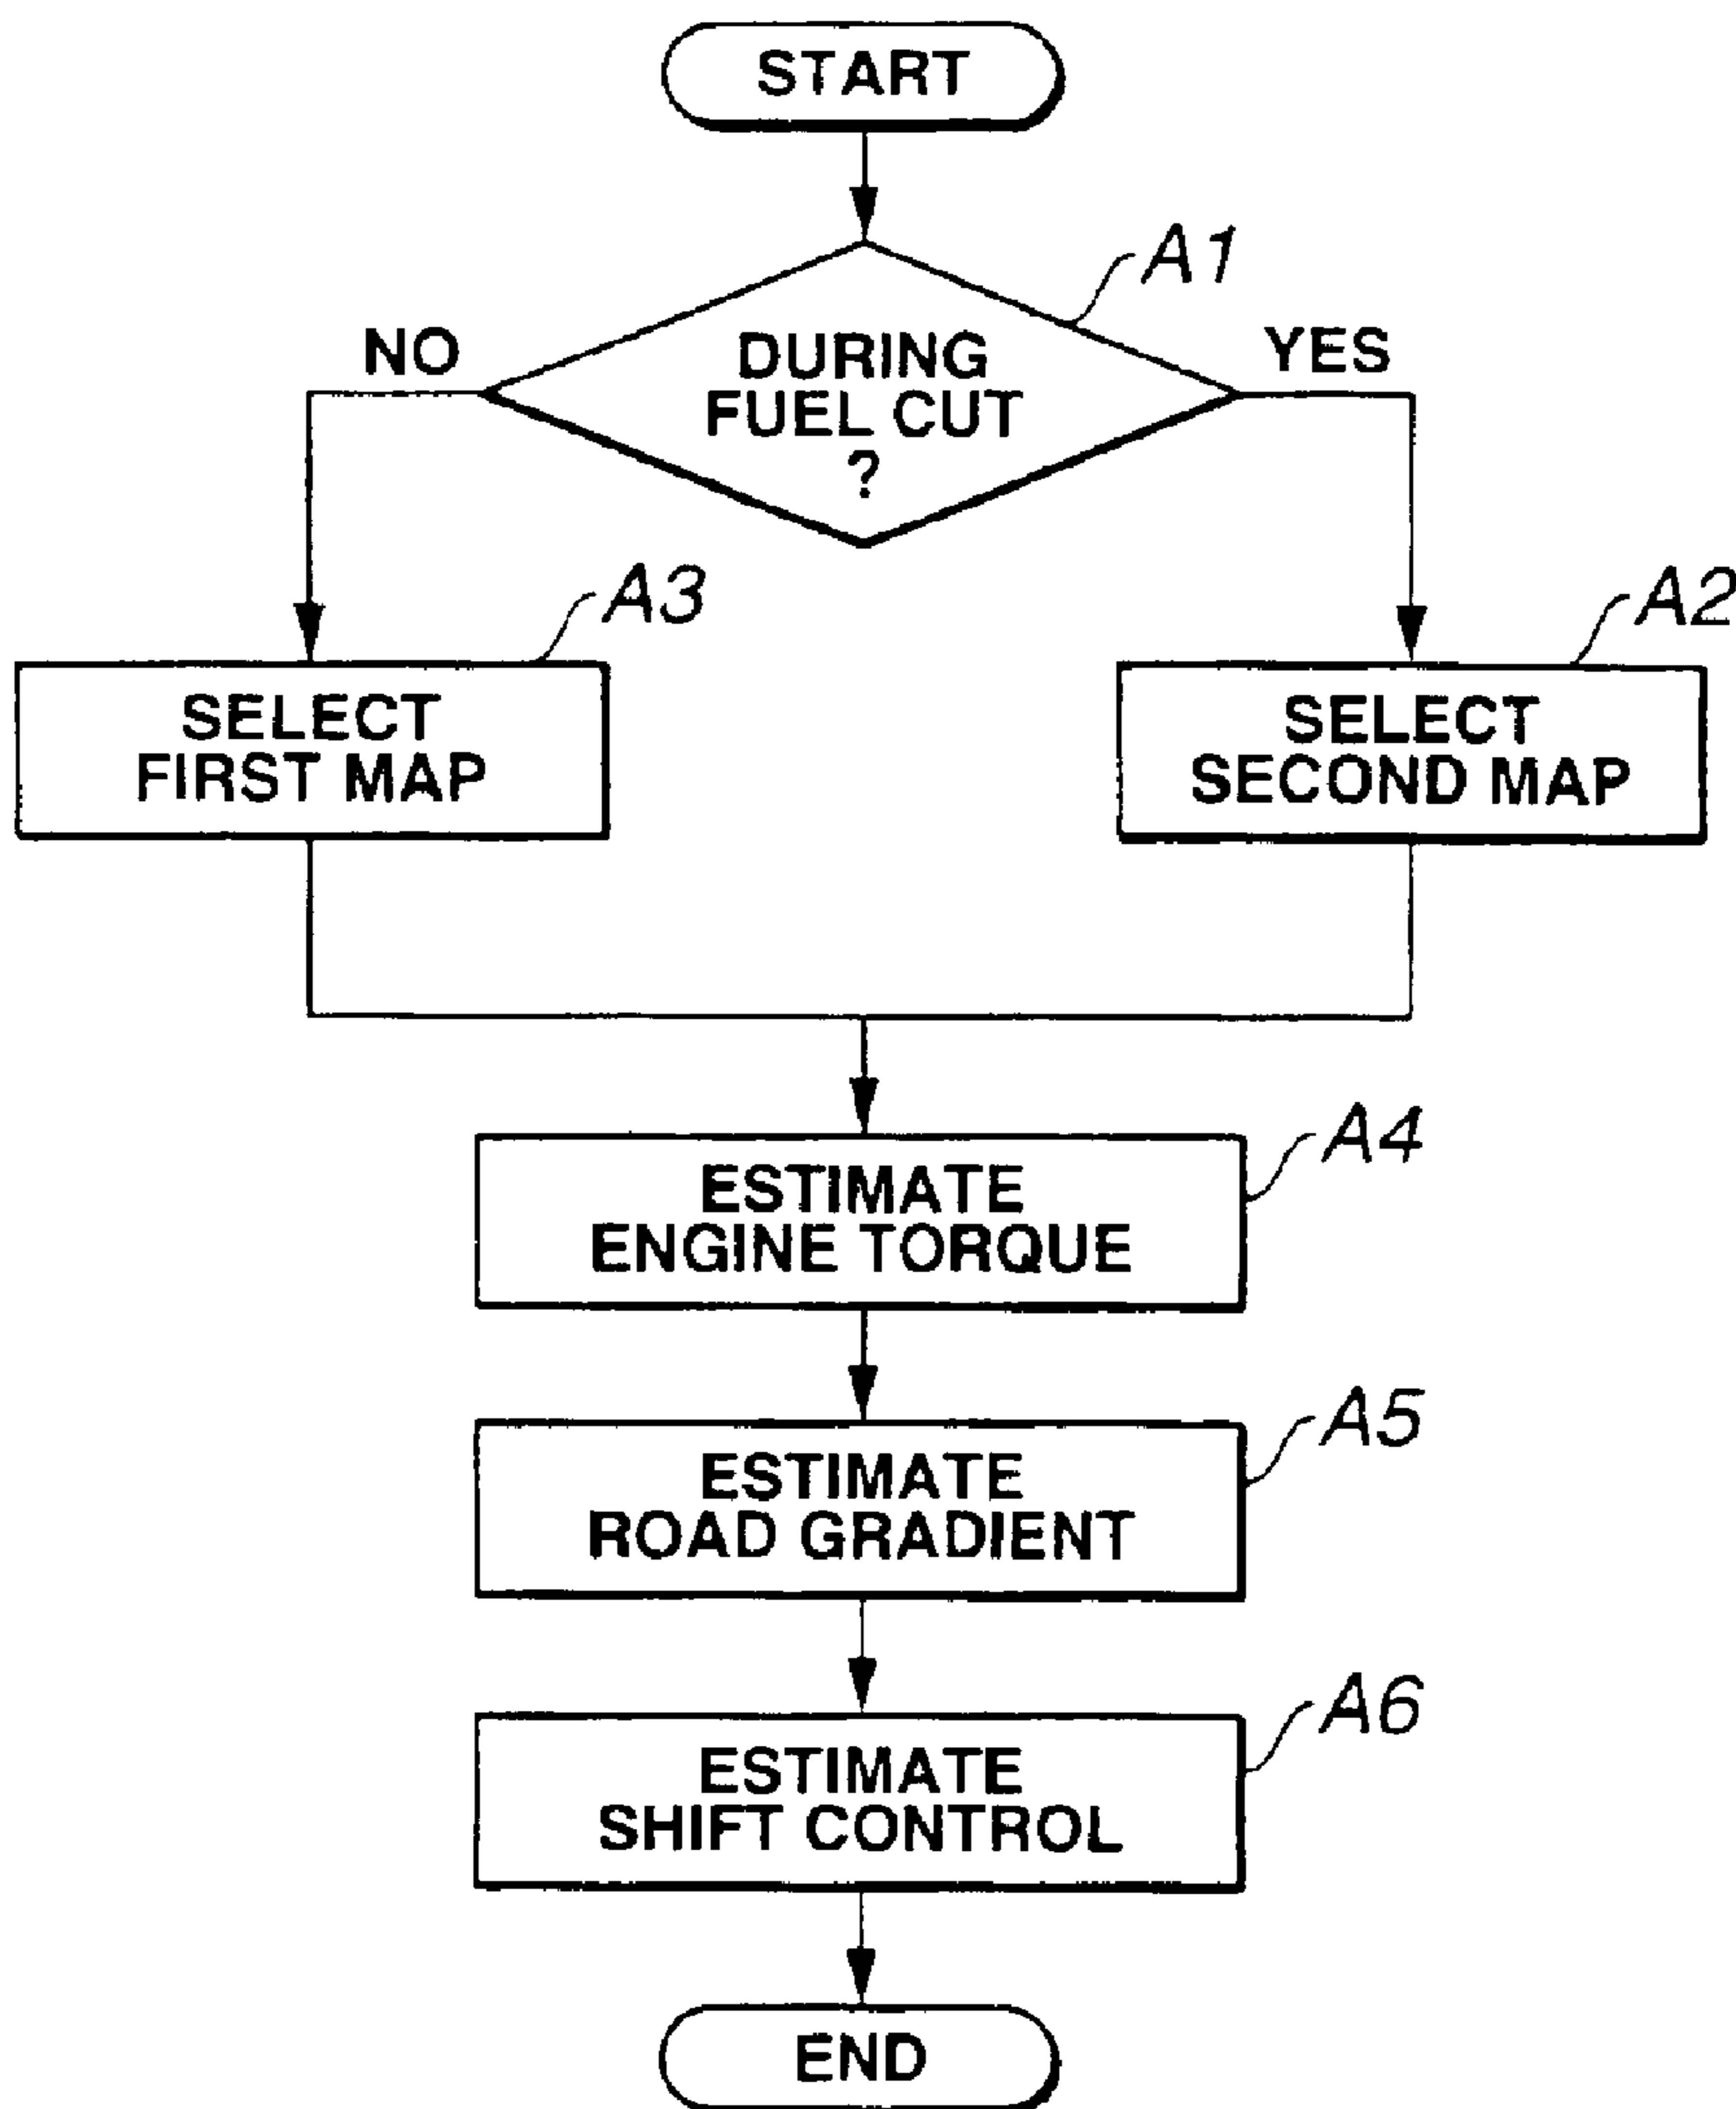 START
A1
NO
DURING
FUEL CUT
?
YES
A3
A2
SELECT
FIRST MAP
SELECT
SECOND MAP
A4
ESTIMATE
ENGINE TORQUE
A5
ESTIMATE
ROAD GRADIENT
A6
ESTIMATE
SHIFT CONTROL
END